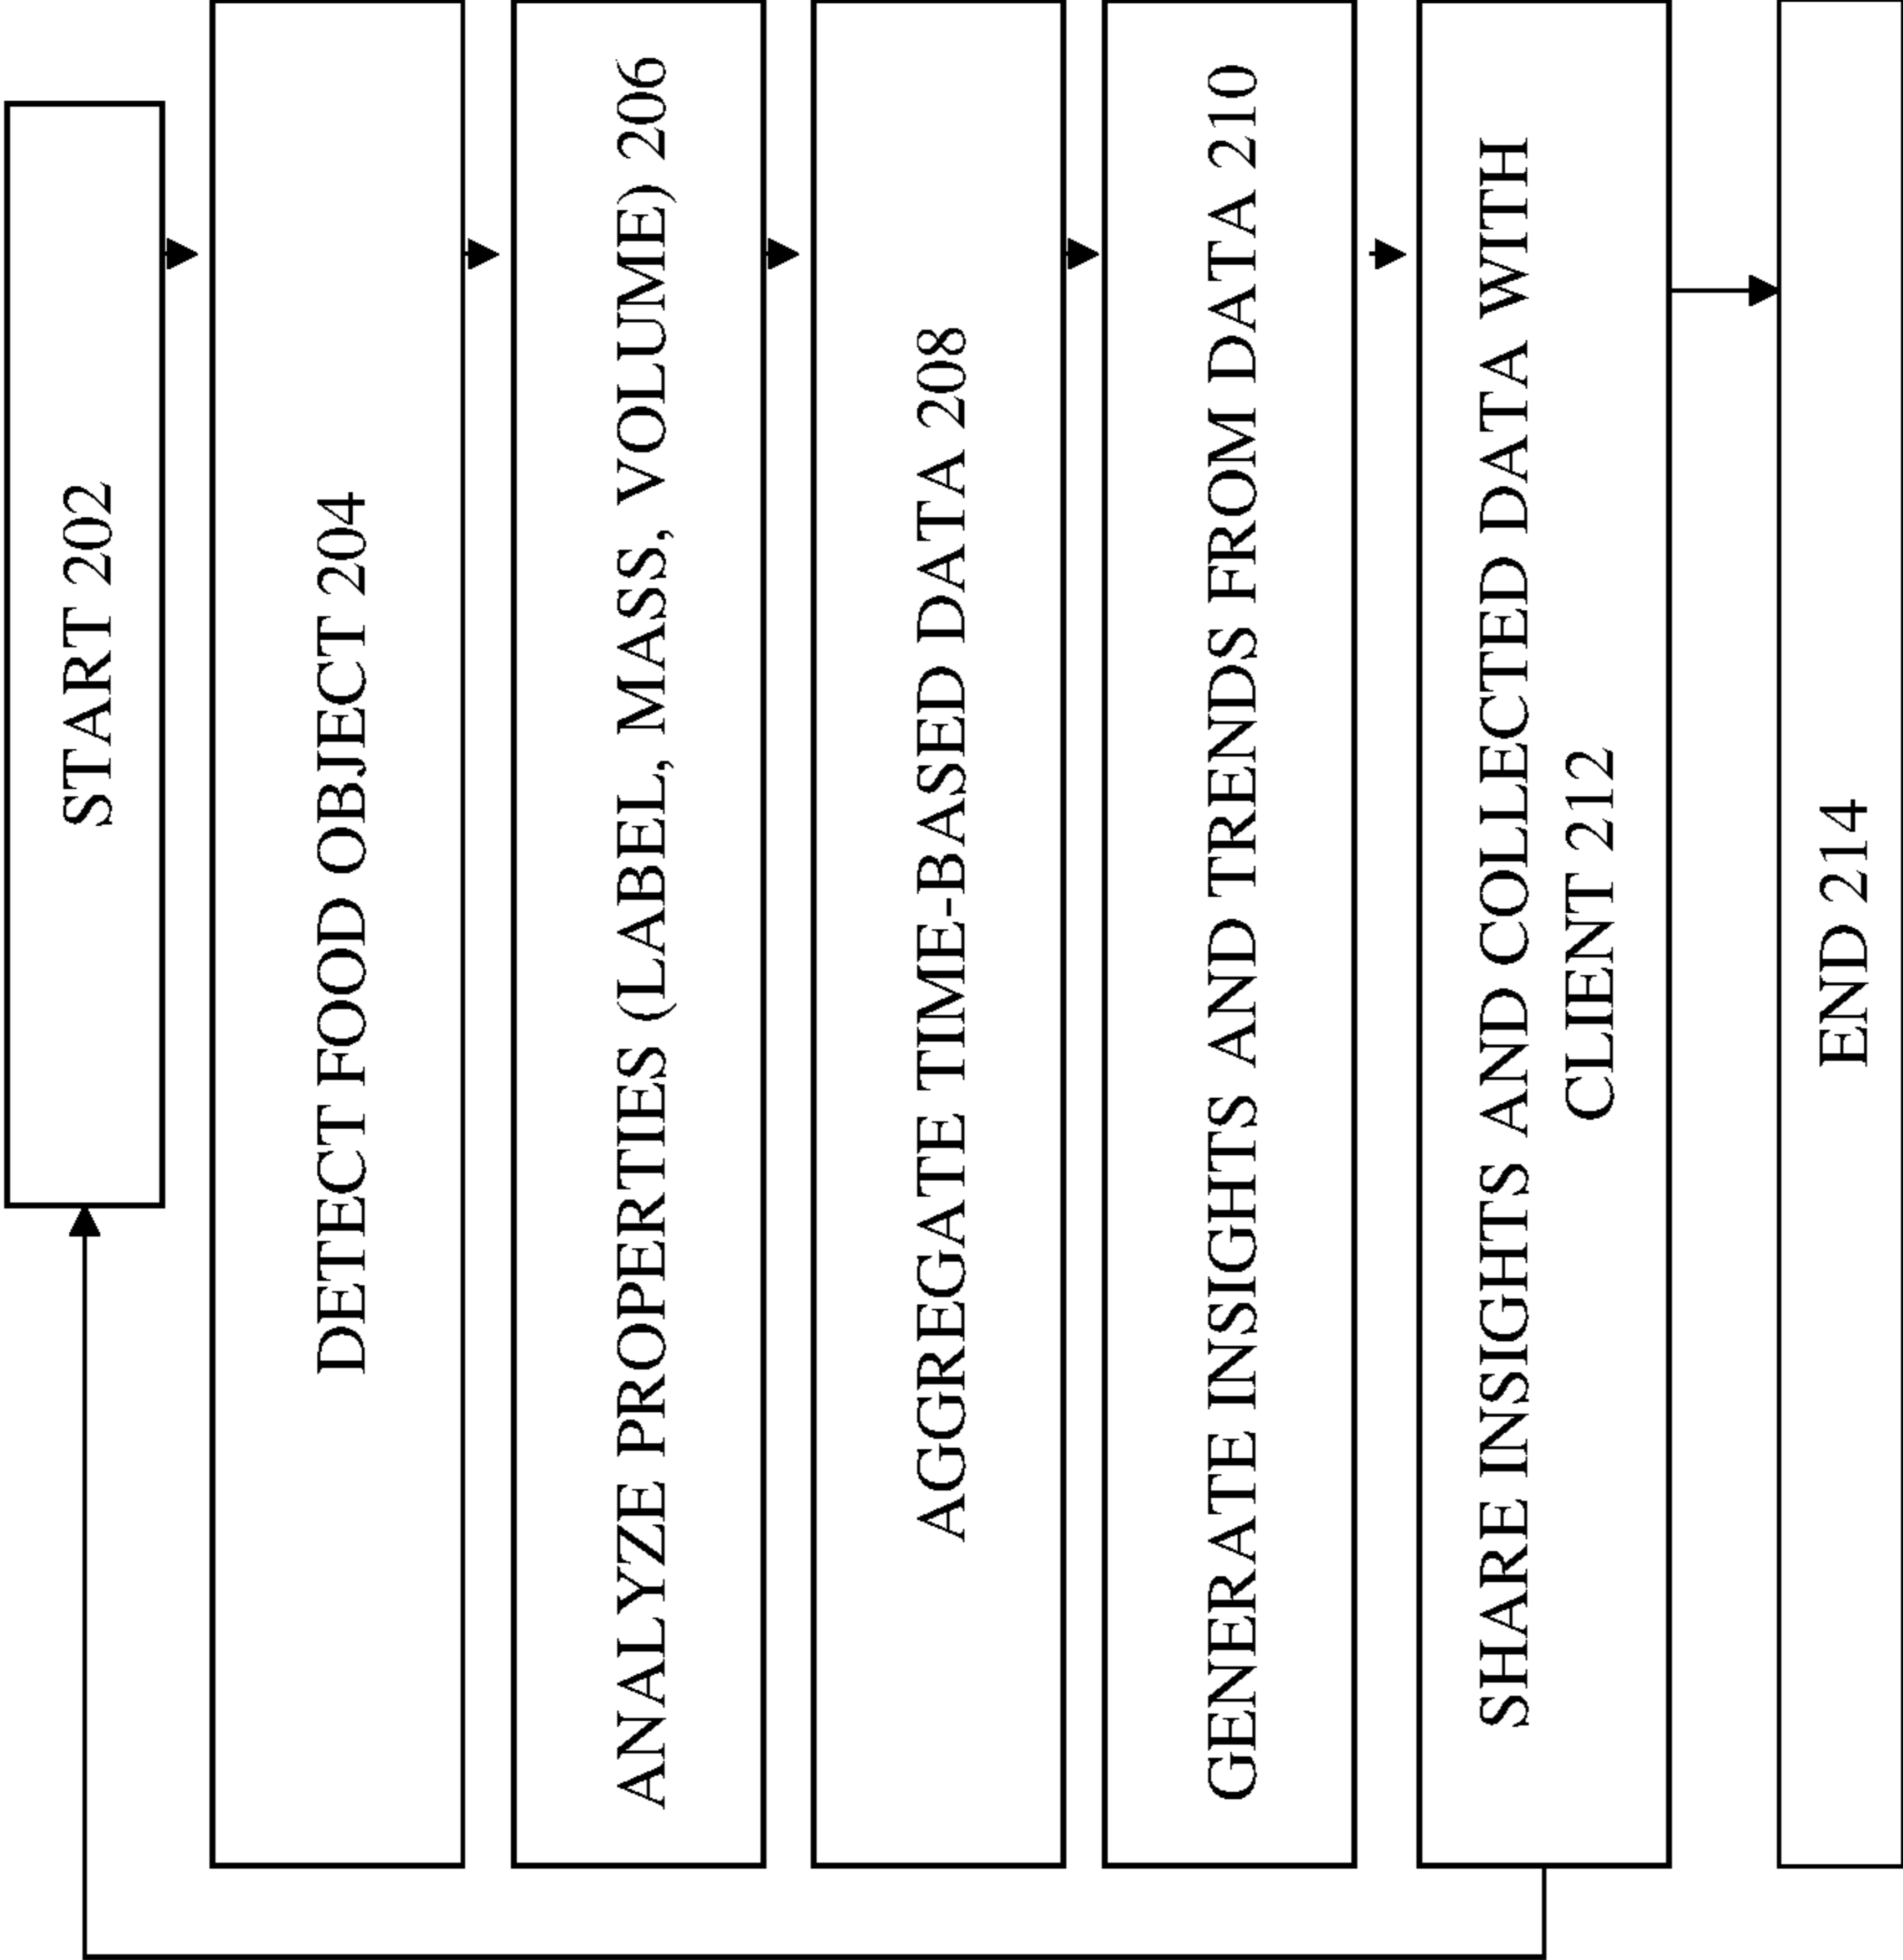 START 202
DETECT FOOD OBJECT 204
ANALYZE PROPERTIES (LABEL, MASS, VOLUME) 206
AGGREGATE TIME-BASED DATA 208
GENERATE INSIGHTS AND TRENDS FROM DATA 210
SHARE INSIGHTS AND COLLECTED DATA WITH
CLIENT 212
END 214